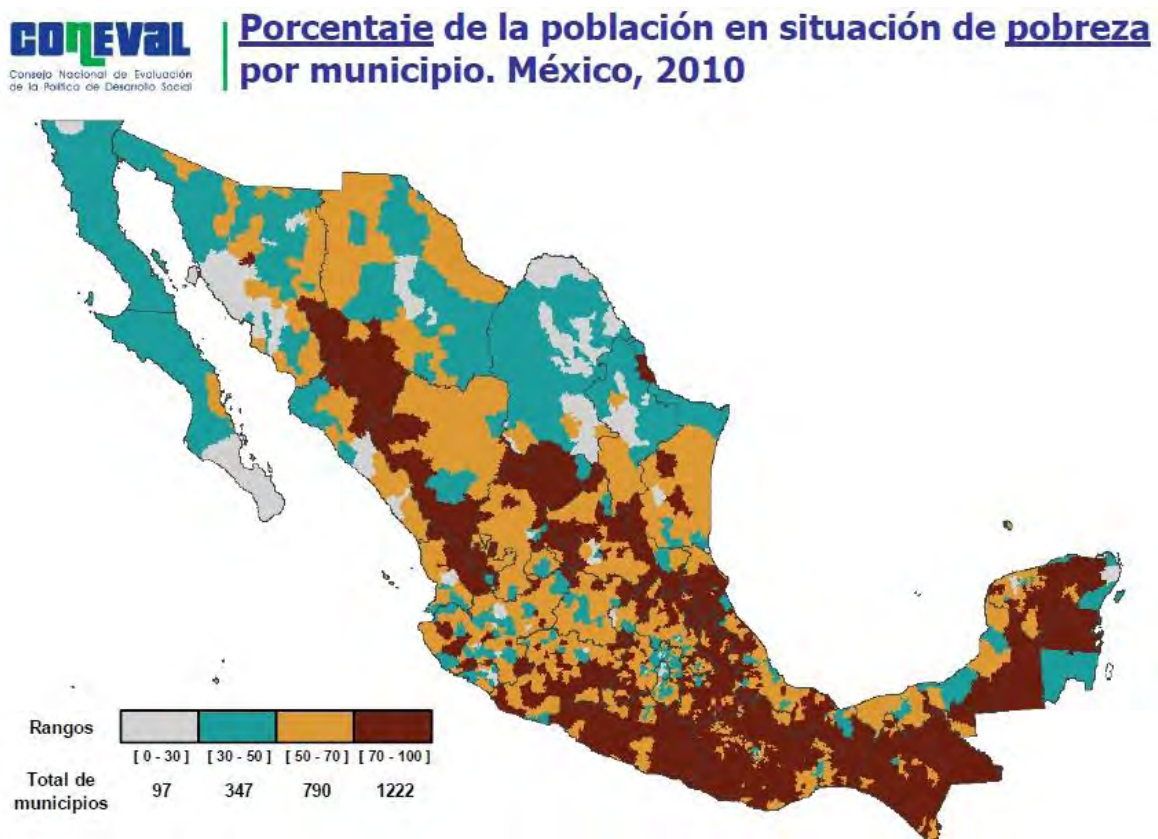 CONEVAL
Consejo Nacional de Evaluación
de la Política de Desarrollo Social
Porcentaje de la población en situación de pobreza
por municipio. México, 2010
Rangos
[ 0 - 30 ] [ 30 - 50 ] [ 50 - 70 ] [ 70 - 100 ]
Total de
municipios
97 347 790 1222